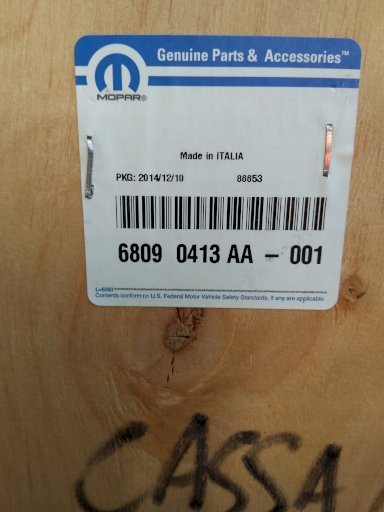 Genuine Parts & Accessories™
MOPAR®
Made in ITALIA
PKG: 2014/12/10 86653
6809 0413 AA - 001
L-6060
Contents conform to U.S. Federal Motor Vehicle Safety Standards, if any are applicable.
CASSA